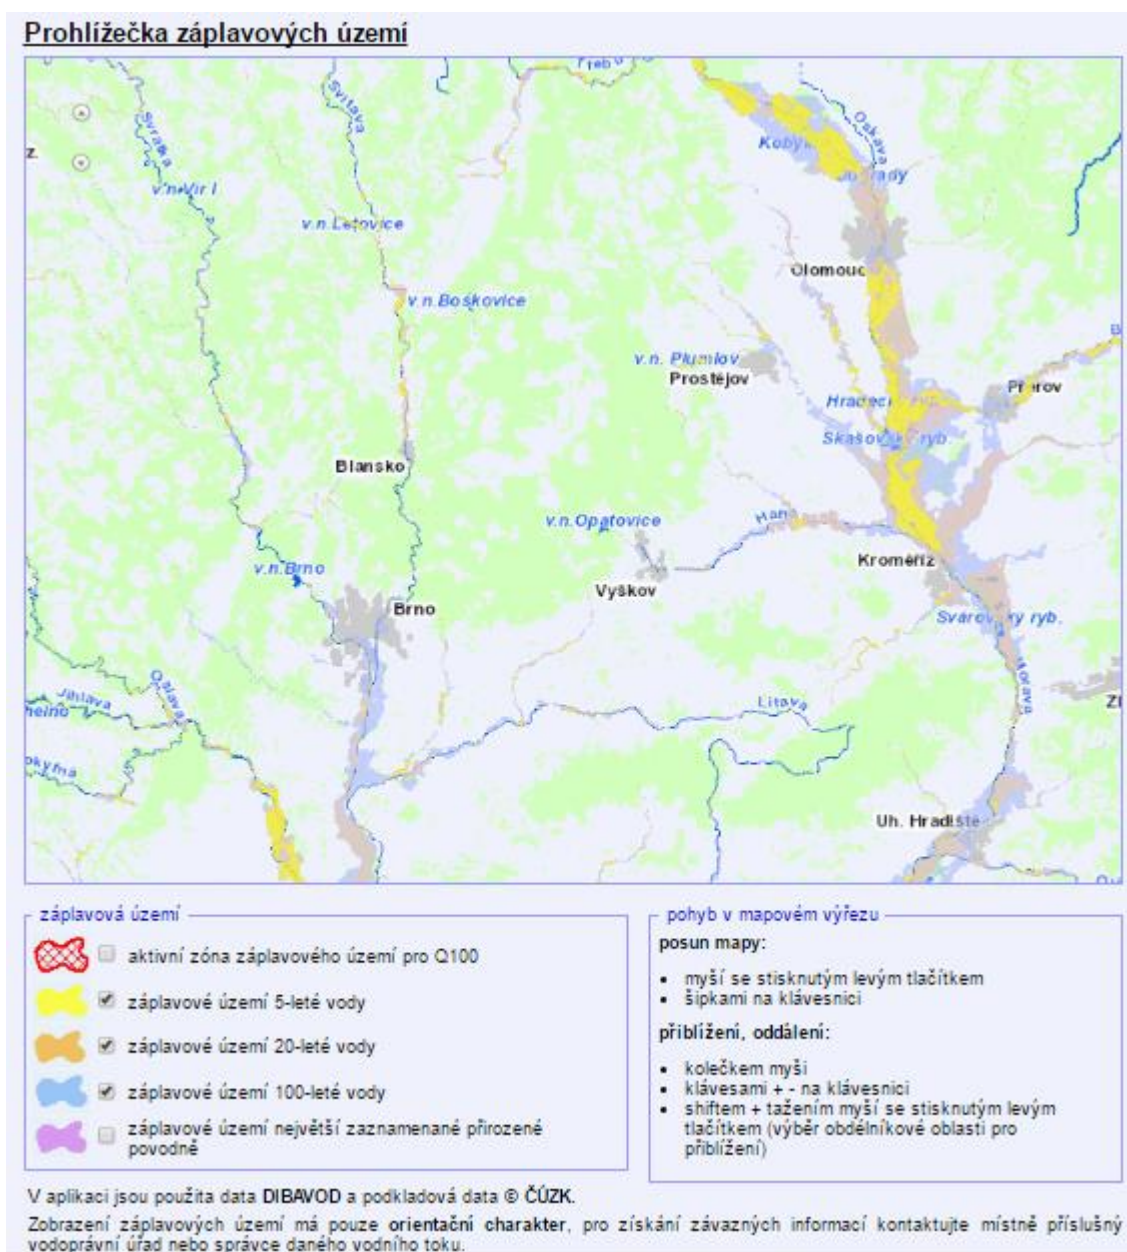 Prohlížečka záplavových území
Svratka
Svitava
Oskava
z.
v.n.Vír I
v.n.Letovice
Olomouc
v.n.Boskovice
v.n. Plumlov
Prostějov
Přerov
Blansko
v.n.Opatovice
Haná
Kroměříž
v.n.Brno
Vyškov
Brno
Morava
Oslava
Jihlava
Litava
Uh. Hradiště
záplavová území
aktivní zóna záplavového území pro Q100
záplavové území 5-leté vody
záplavové území 20-leté vody
záplavové území 100-leté vody
záplavové území největší zaznamenané přirozené
povodně
pohyb v mapovém výřezu
posun mapy:
• myší se stisknutým levým tlačítkem
• šipkami na klávesnici
přiblížení, oddálení:
• kolečkem myši
• klávesami + - na klávesnici
• shiftem + tažením myší se stisknutým levým
tlačítkem (výběr obdélníkové oblasti pro
přiblížení)
V aplikaci jsou použita data DIBAVOD a podkladová data © ČÚZK.
Zobrazení záplavových území má pouze orientační charakter, pro získání závazných informací kontaktujte místně příslušný
vodoprávní úřad nebo správce daného vodního toku.